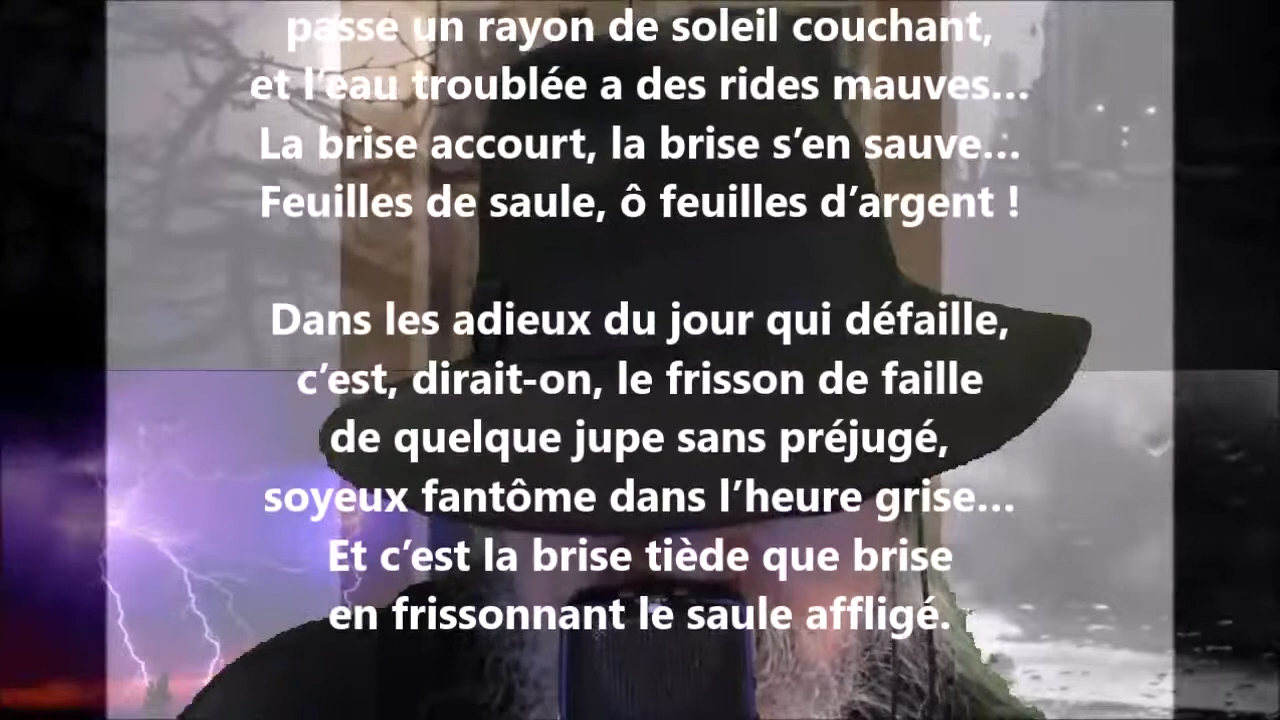 passe un rayon de soleil couchant,
et l’eau troublée a des rides mauves...
La brise accourt, la brise s’en sauve...
Feuilles de saule, ô feuilles d’argent !
Dans les adieux du jour qui défaille,
c’est, dirait-on, le frisson de faille
de quelque jupe sans préjugé,
soyeux fantôme dans l’heure grise...
Et c’est la brise tiède que brise
en frissonnant le saule affligé.